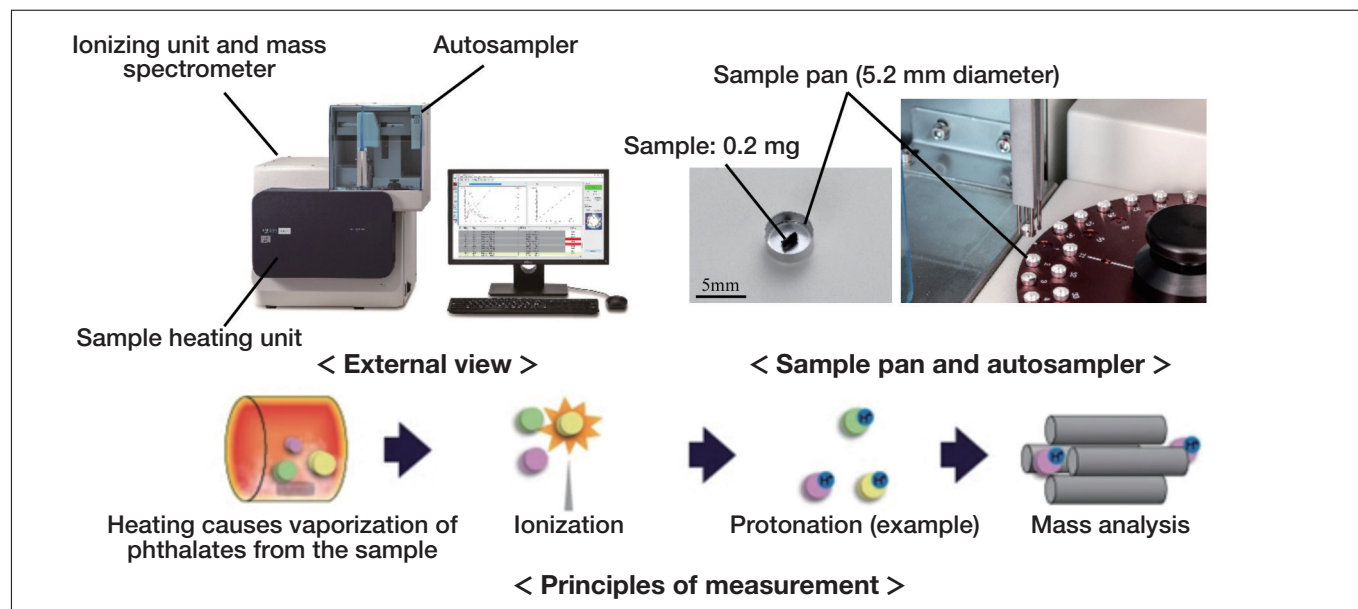 Ionizing unit and mass
spectrometer
Autosampler
Sample pan (5.2 mm diameter)
Sample: 0.2 mg
5mm
Sample heating unit
< External view >
< Sample pan and autosampler >
H+
H+
H+
H+
H+
Heating causes vaporization of
phthalates from the sample
Ionization
Protonation (example)
Mass analysis
< Principles of measurement >